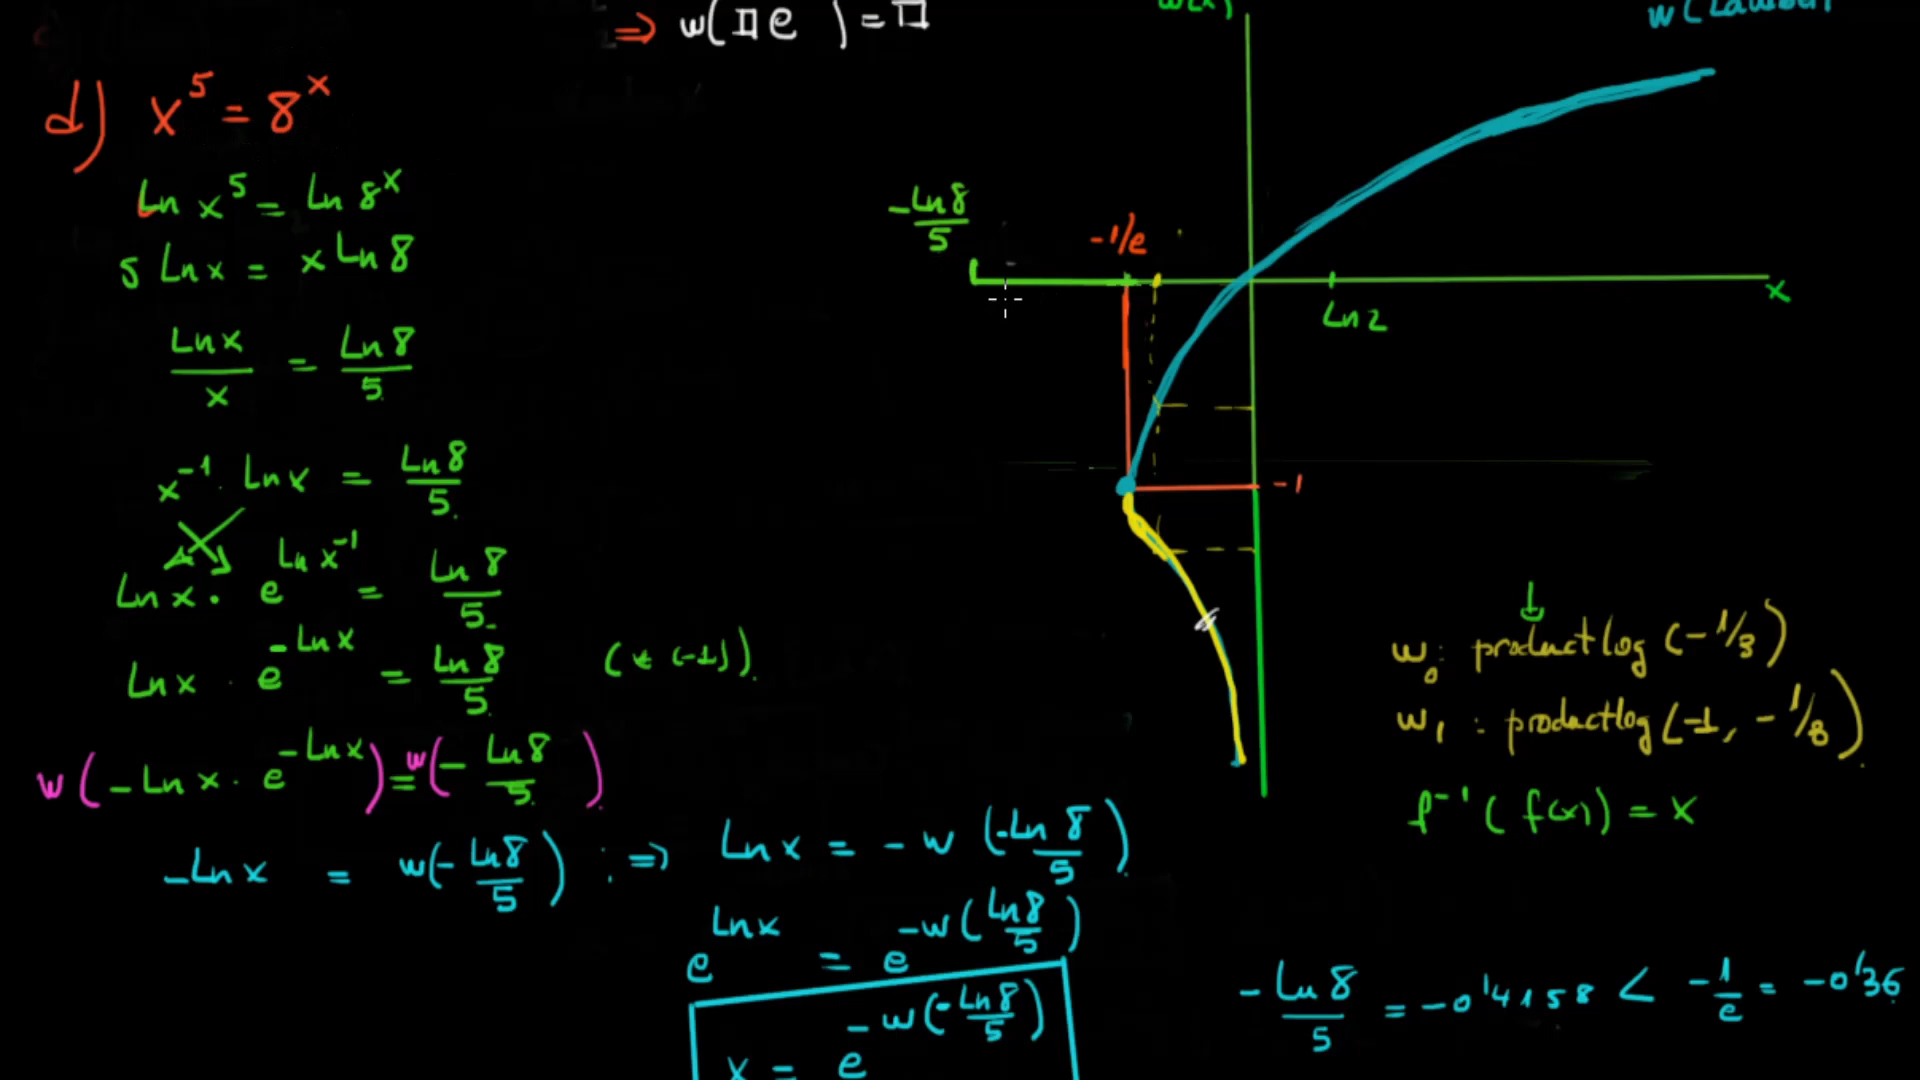 ⇒ w(□e )=□
d) x⁵ = 8ˣ
Ln x⁵ = Ln 8ˣ
5 Ln x = x Ln 8
Ln x / x = Ln 8 / 5
x⁻¹ · Ln x = Ln 8 / 5
Ln x · e^(Ln x⁻¹) = Ln 8 / 5
Ln x · e^(-Ln x) = Ln 8 / 5 (* (-1))
w(-Ln x · e^(-Ln x)) = w(- Ln 8 / 5)
-Ln x = w(- Ln 8 / 5) : ⇒ Ln x = - w (-Ln 8 / 5)
e^(Ln x) = e^(-w(Ln 8 / 5))
x = e^(-w(-Ln 8 / 5))
w(x)
-Ln 8 / 5
-1/e
Ln 2
x
-1
w₀: productlog (-1/3)
w₁ : productlog(-1, -1/3)
f⁻¹ ( f(x)) = x
- Ln 8 / 5 = -0'4158 < -1/e = -0'36